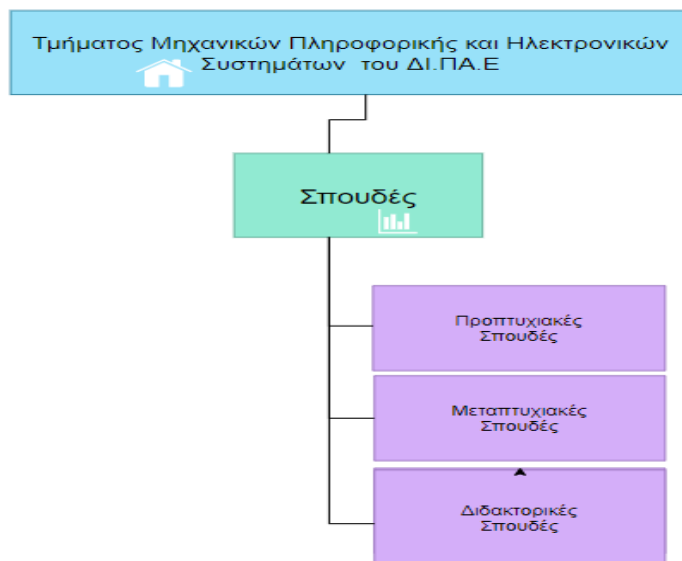 Τμήματος Μηχανικών Πληροφορικής και Ηλεκτρονικών
Συστημάτων του ΔΙ.ΠΑ.Ε
Σπουδές
Προπτυχιακές
Σπουδές
Μεταπτυχιακές
Σπουδές
Διδακτορικές
Σπουδές